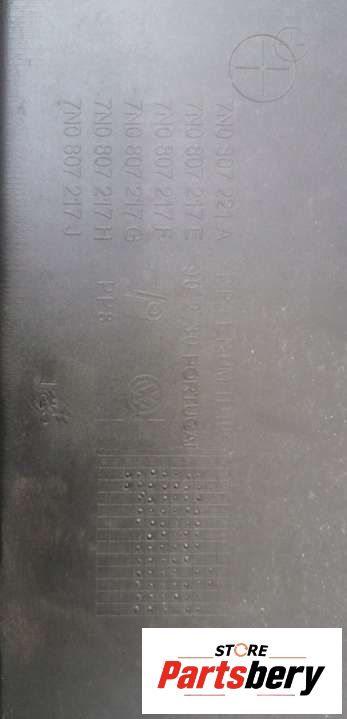 7N0 807 221 A
7N0 807 217 E
7N0 807 217 F
7N0 807 217 G
7N0 807 217 H
7N0 807 217 J
PORTUGAL
STORE
Partsbery